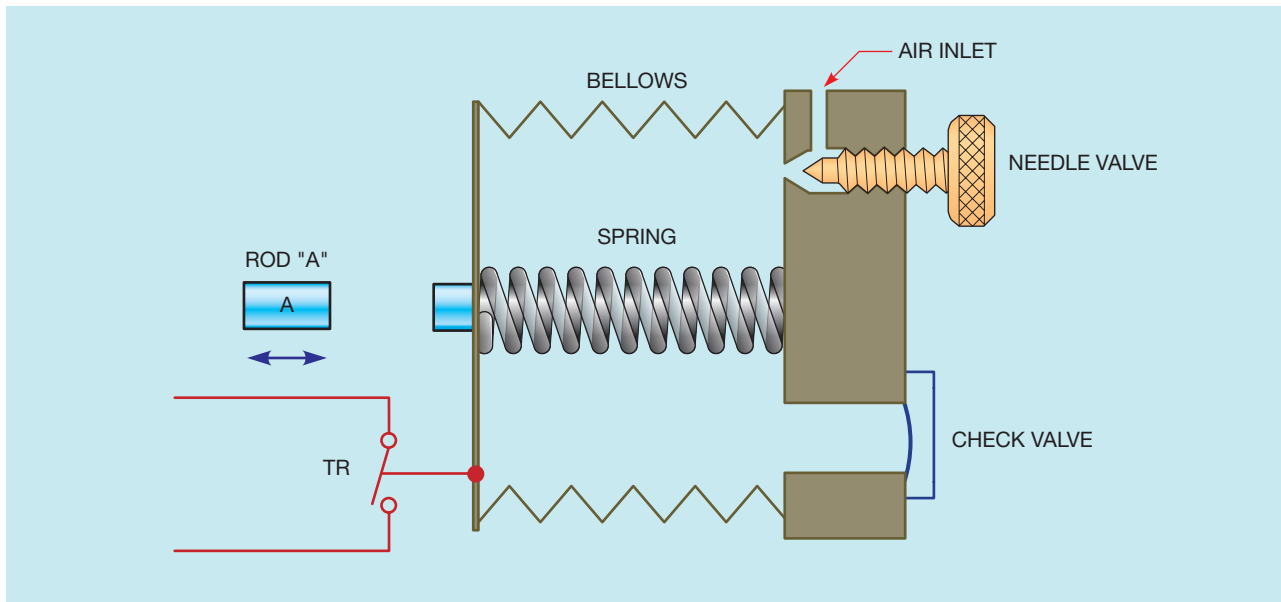 AIR INLET
BELLOWS
NEEDLE VALVE
SPRING
ROD "A"
A
CHECK VALVE
TR